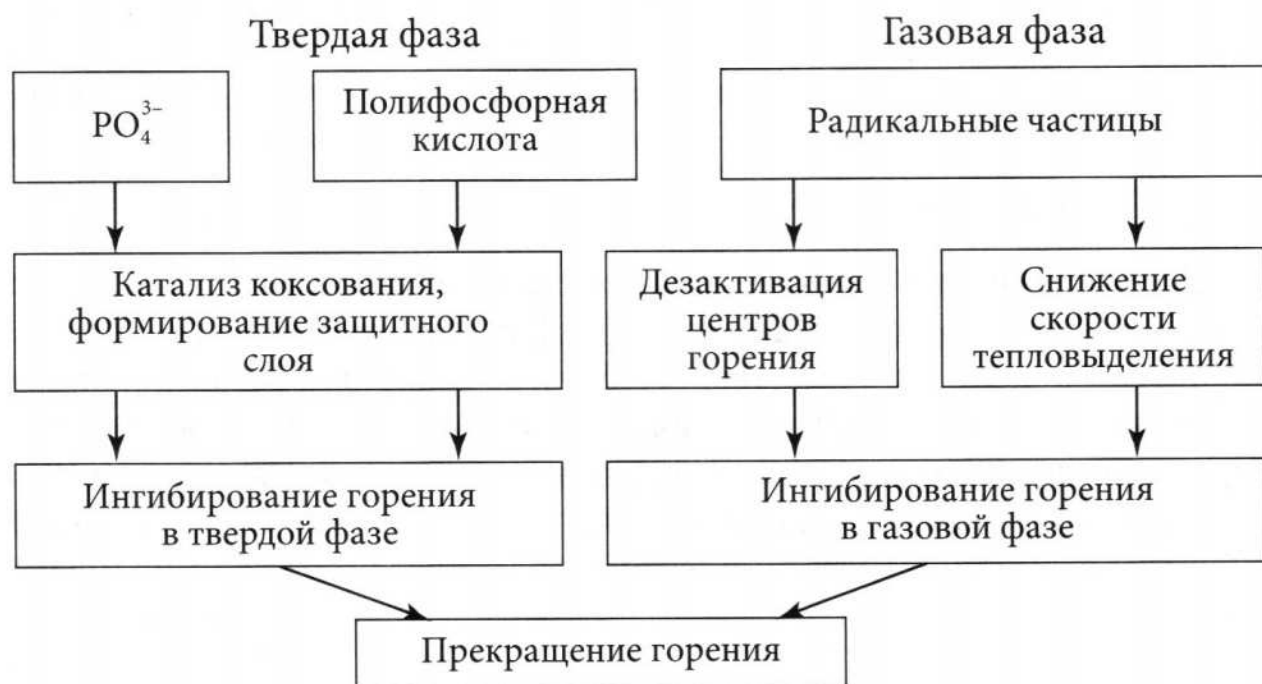 Твердая фаза
Газовая фаза
PO₄³⁻
Полифосфорная
кислота
Радикальные частицы
Катализ коксования,
формирование защитного
слоя
Дезактивация
центров
горения
Снижение
скорости
тепловыделения
Ингибирование горения
в твердой фазе
Ингибирование горения
в газовой фазе
Прекращение горения